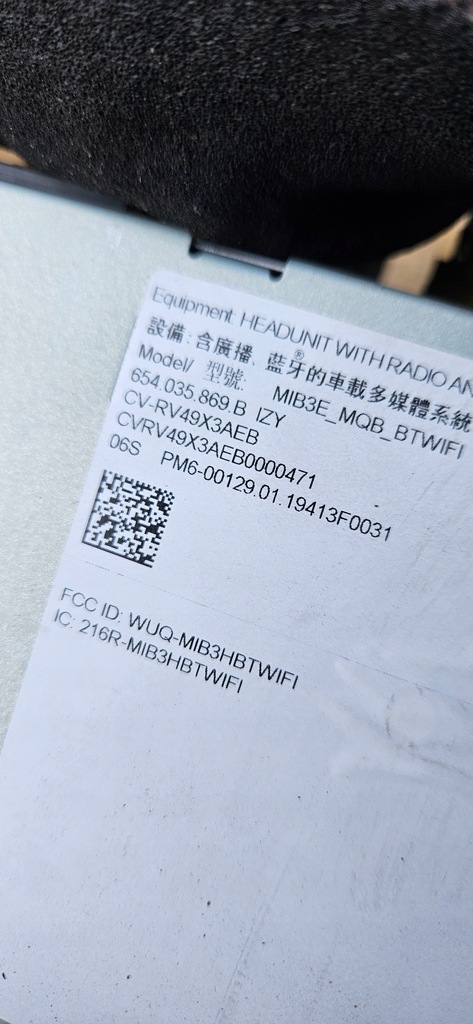 Equipment: HEADUNIT WITH RADIO AN
設備: 含廣播、藍牙®的車載多媒體系統
Model/ 型號: MIB3E_MQB_BTWIFI
654.035.869.B IZY
CV-RV49X3AEB
CVRV49X3AEB0000471
06S PM6-00129.01.19413F0031
FCC ID: WUQ-MIB3HBTWIFI
IC: 216R-MIB3HBTWIFI